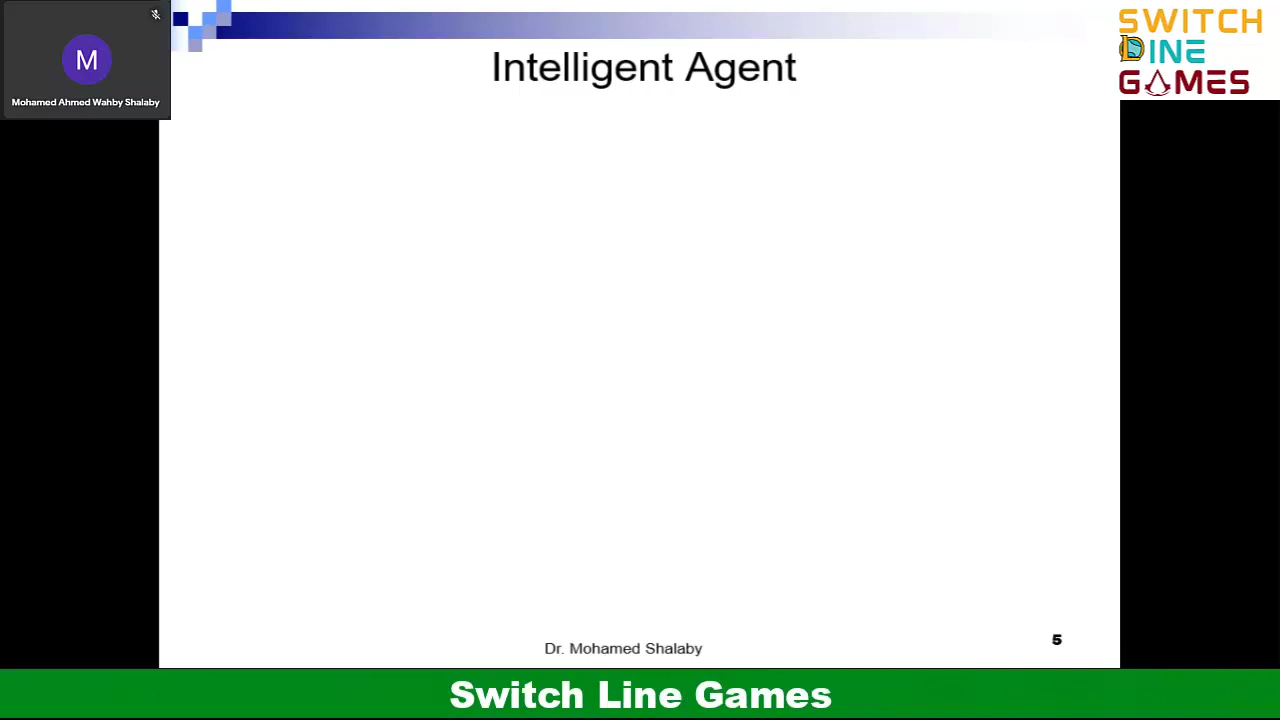 M
Mohamed Ahmed Wahby Shalaby
Intelligent Agent
SWITCH
LINE
GAMES
Dr. Mohamed Shalaby
5
Switch Line Games